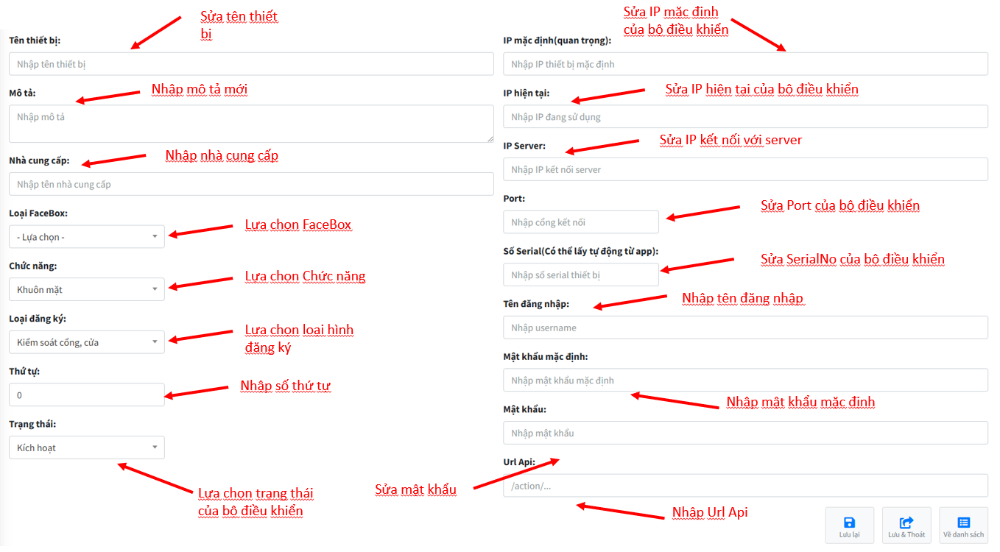 Sửa tên thiết
bị
Tên thiết bị:
Nhập tên thiết bị
Nhập mô tả mới
Mô tả:
Nhập mô tả
Nhà cung cấp:
Nhập nhà cung cấp
Nhập tên nhà cung cấp
Loại FaceBox:
- Lựa chọn -
Lựa chọn FaceBox
Chức năng:
Khuôn mặt
Lựa chọn Chức năng
Loại đăng ký:
Kiểm soát cổng, cửa
Lựa chọn loại hình
đăng ký
Thứ tự:
0
Nhập số thứ tự
Trạng thái:
Kích hoạt
Lựa chọn trạng thái
của bộ điều khiển
Sửa IP mặc định
của bộ điều khiển
IP mặc định(quan trọng):
Nhập IP thiết bị mặc định
IP hiện tại:
Sửa IP hiện tại của bộ điều khiển
Nhập IP đang sử dụng
IP Server:
Sửa IP kết nối với server
Nhập IP kết nối server
Port:
Sửa Port của bộ điều khiển
Nhập cổng kết nối
Số Serial(Có thể lấy tự động từ app):
Sửa SerialNo của bộ điều khiển
Nhập số serial thiết bị
Tên đăng nhập:
Nhập tên đăng nhập
Nhập username
Mật khẩu mặc định:
Nhập mật khẩu mặc định
Nhập mật khẩu mặc định
Mật khẩu:
Nhập mật khẩu
Url Api:
Sửa mật khẩu
/action/...
Nhập Url Api
Lưu lại
Lưu & Thoát
Về danh sách